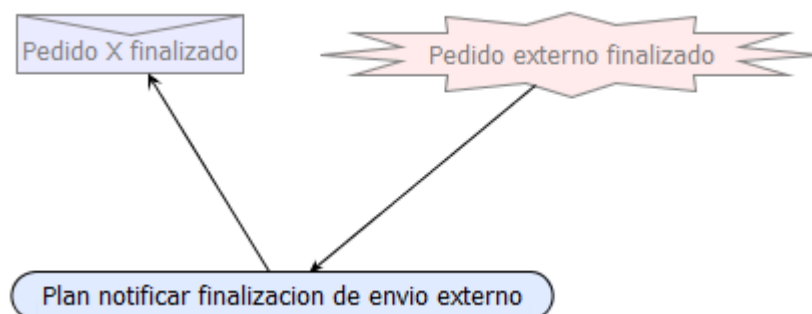 Pedido X finalizado
Pedido externo finalizado
Plan notificar finalizacion de envio externo